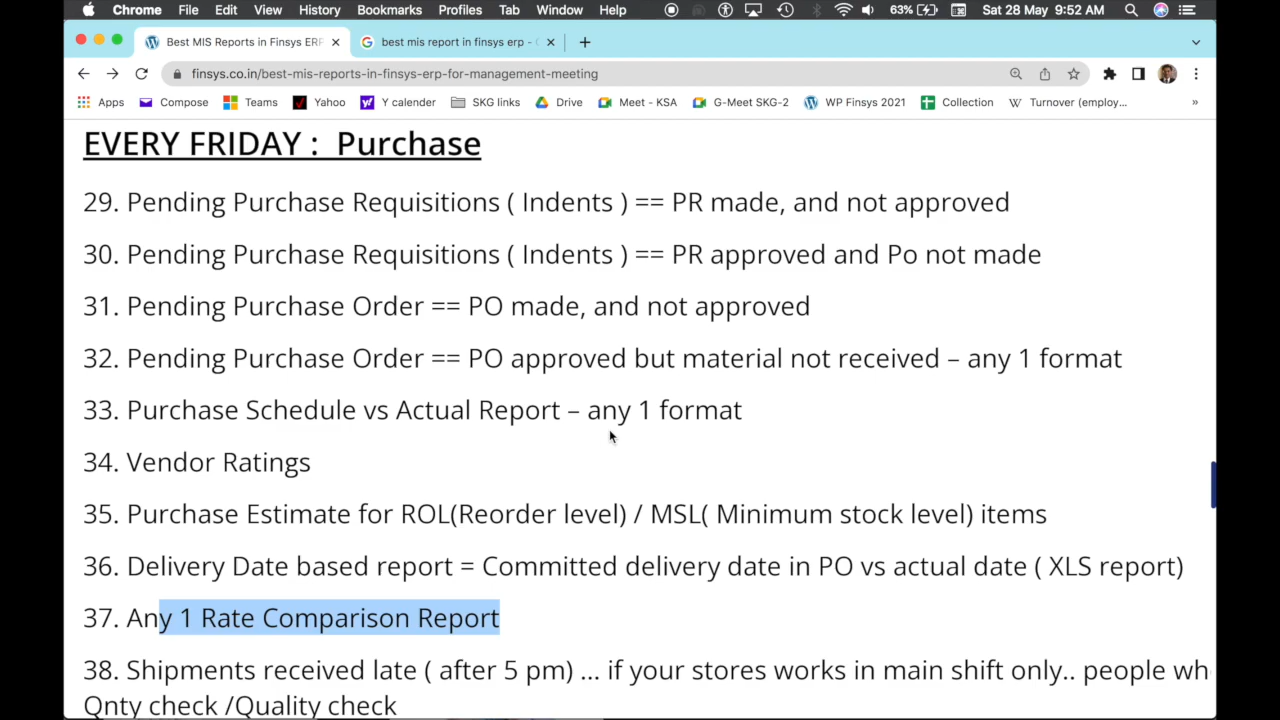 Chrome File Edit View History Bookmarks Profiles Tab Window Help 63% Sat 28 May 9:52 AM
Best MIS Reports in Finsys ERP best mis report in finsys erp -
finsys.co.in/best-mis-reports-in-finsys-erp-for-management-meeting
Apps Compose Teams Yahoo Y calender SKG links Drive Meet - KSA G-Meet SKG-2 WP Finsys 2021 Collection Turnover (employ... »
EVERY FRIDAY : Purchase
29. Pending Purchase Requisitions ( Indents ) == PR made, and not approved
30. Pending Purchase Requisitions ( Indents ) == PR approved and Po not made
31. Pending Purchase Order == PO made, and not approved
32. Pending Purchase Order == PO approved but material not received – any 1 format
33. Purchase Schedule vs Actual Report – any 1 format
34. Vendor Ratings
35. Purchase Estimate for ROL(Reorder level) / MSL( Minimum stock level) items
36. Delivery Date based report = Committed delivery date in PO vs actual date ( XLS report)
37. Any 1 Rate Comparison Report
38. Shipments received late ( after 5 pm) ... if your stores works in main shift only.. people wh
Qnty check /Quality check